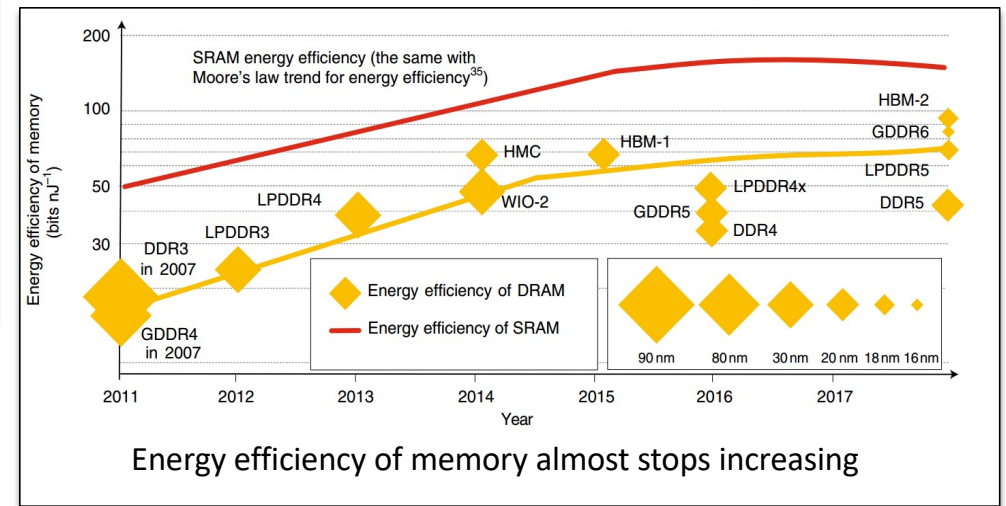 200
100
50
30
Energy efficiency of memory
(bits nJ⁻¹)
SRAM energy efficiency (the same with
Moore's law trend for energy efficiency³⁵)
HBM-2
GDDR6
LPDDR5
DDR5
HBM-1
HMC
WIO-2
LPDDR4
LPDDR4x
GDDR5
DDR4
LPDDR3
DDR3
in 2007
GDDR4
in 2007
Energy efficiency of DRAM
Energy efficiency of SRAM
90 nm 80 nm 30 nm 20 nm 18 nm 16 nm
2011 2012 2013 2014 2015 2016 2017
Year
Energy efficiency of memory almost stops increasing